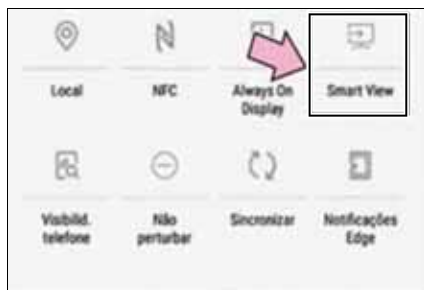 Local NFC Always On Smart View
Display
Visibilid. Não Sincronizar Notificações
telefone perturbar Edge